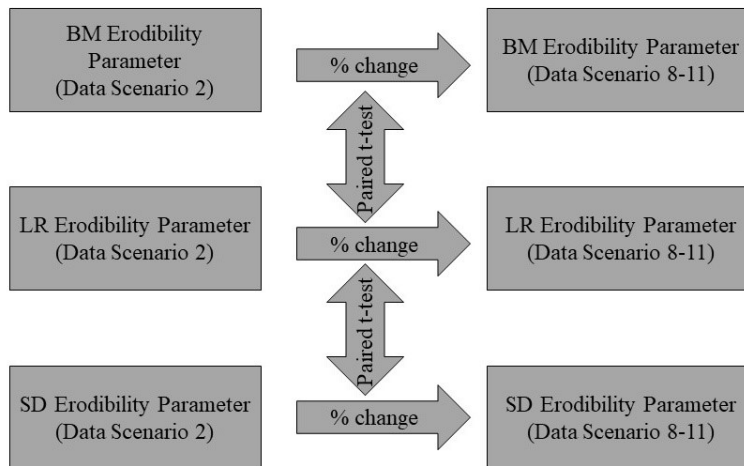 BM Erodibility
Parameter
(Data Scenario 2)
% change
BM Erodibility Parameter
(Data Scenario 8-11)
Paired t-test
LR Erodibility Parameter
(Data Scenario 2)
% change
LR Erodibility Parameter
(Data Scenario 8-11)
Paired t-test
SD Erodibility Parameter
(Data Scenario 2)
% change
SD Erodibility Parameter
(Data Scenario 8-11)